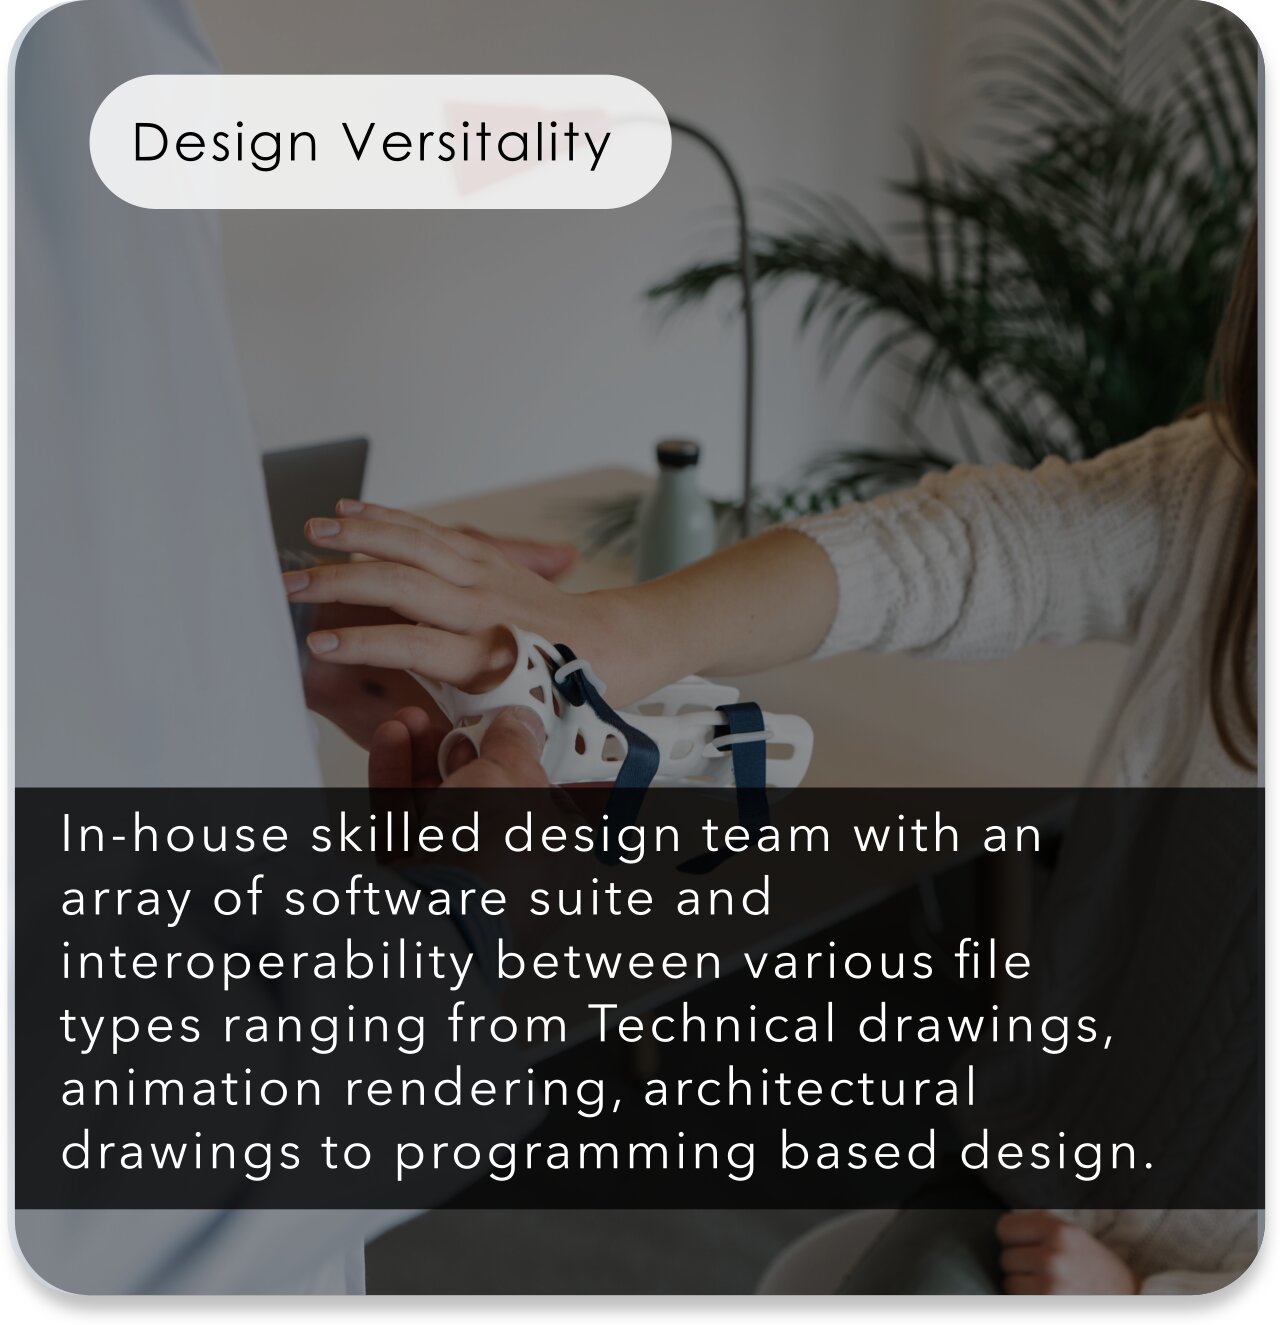 Design Versitality
In-house skilled design team with an
array of software suite and
interoperability between various file
types ranging from Technical drawings,
animation rendering, architectural
drawings to programming based design.